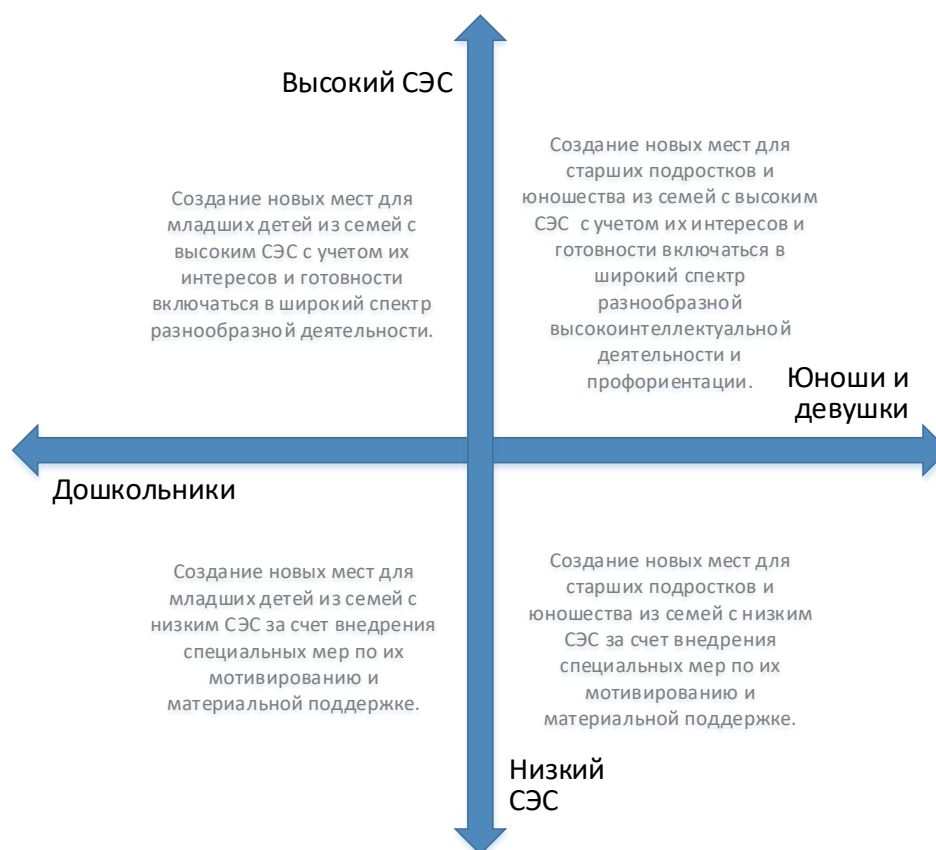 Высокий СЭС
Создание новых мест для
младших детей из семей с
высоким СЭС с учетом их
интересов и готовности
включаться в широкий спектр
разнообразной деятельности.
Создание новых мест для
старших подростков и
юношества из семей с высоким
СЭС с учетом их интересов и
готовности включаться в
широкий спектр
разнообразной
высокоинтеллектуальной
деятельности и
профориентации.
Юноши и
девушки
Дошкольники
Создание новых мест для
младших детей из семей с
низким СЭС за счет внедрения
специальных мер по их
мотивированию и
материальной поддержке.
Создание новых мест для
старших подростков и
юношества из семей с низким
СЭС за счет внедрения
специальных мер по их
мотивированию и
материальной поддержке.
Низкий
СЭС